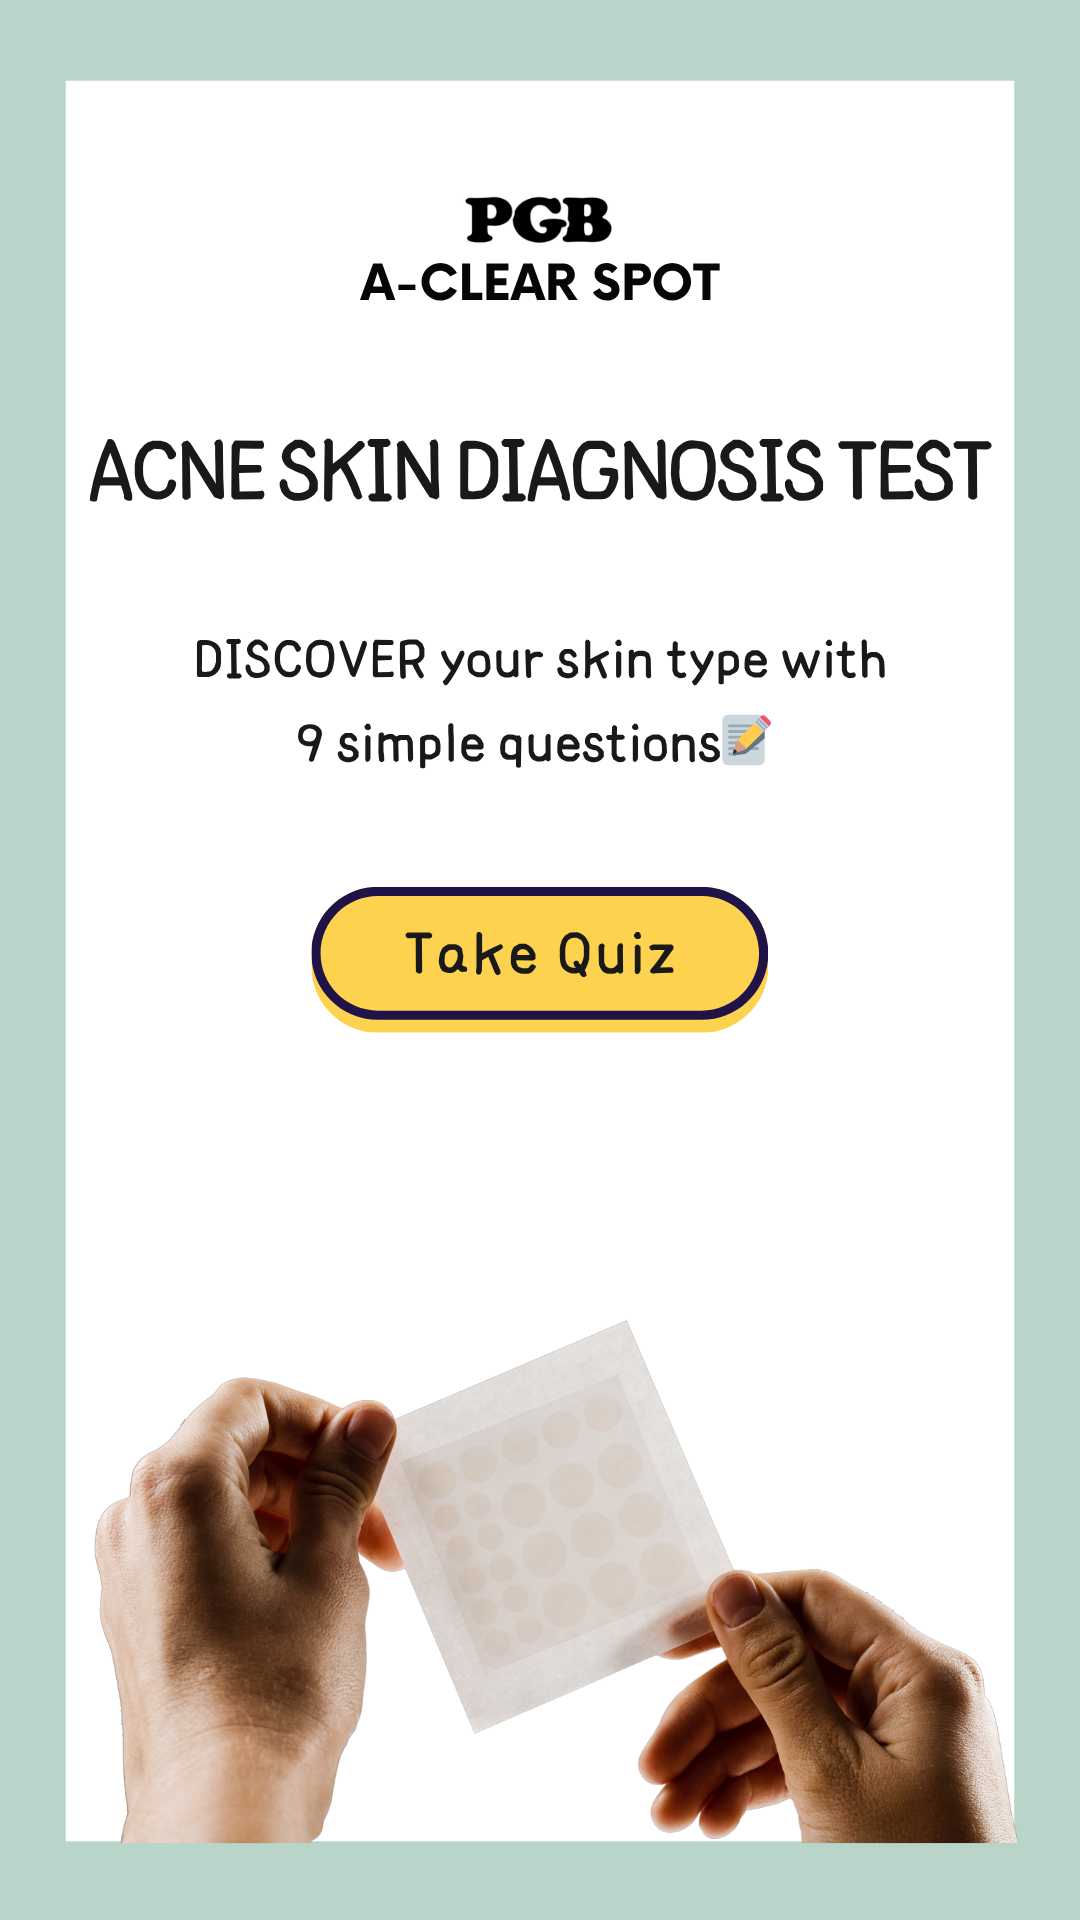 PGB
A-CLEAR SPOT
ACNE SKIN DIAGNOSIS TEST
DISCOVER your skin type with
9 simple questions📝
Take Quiz